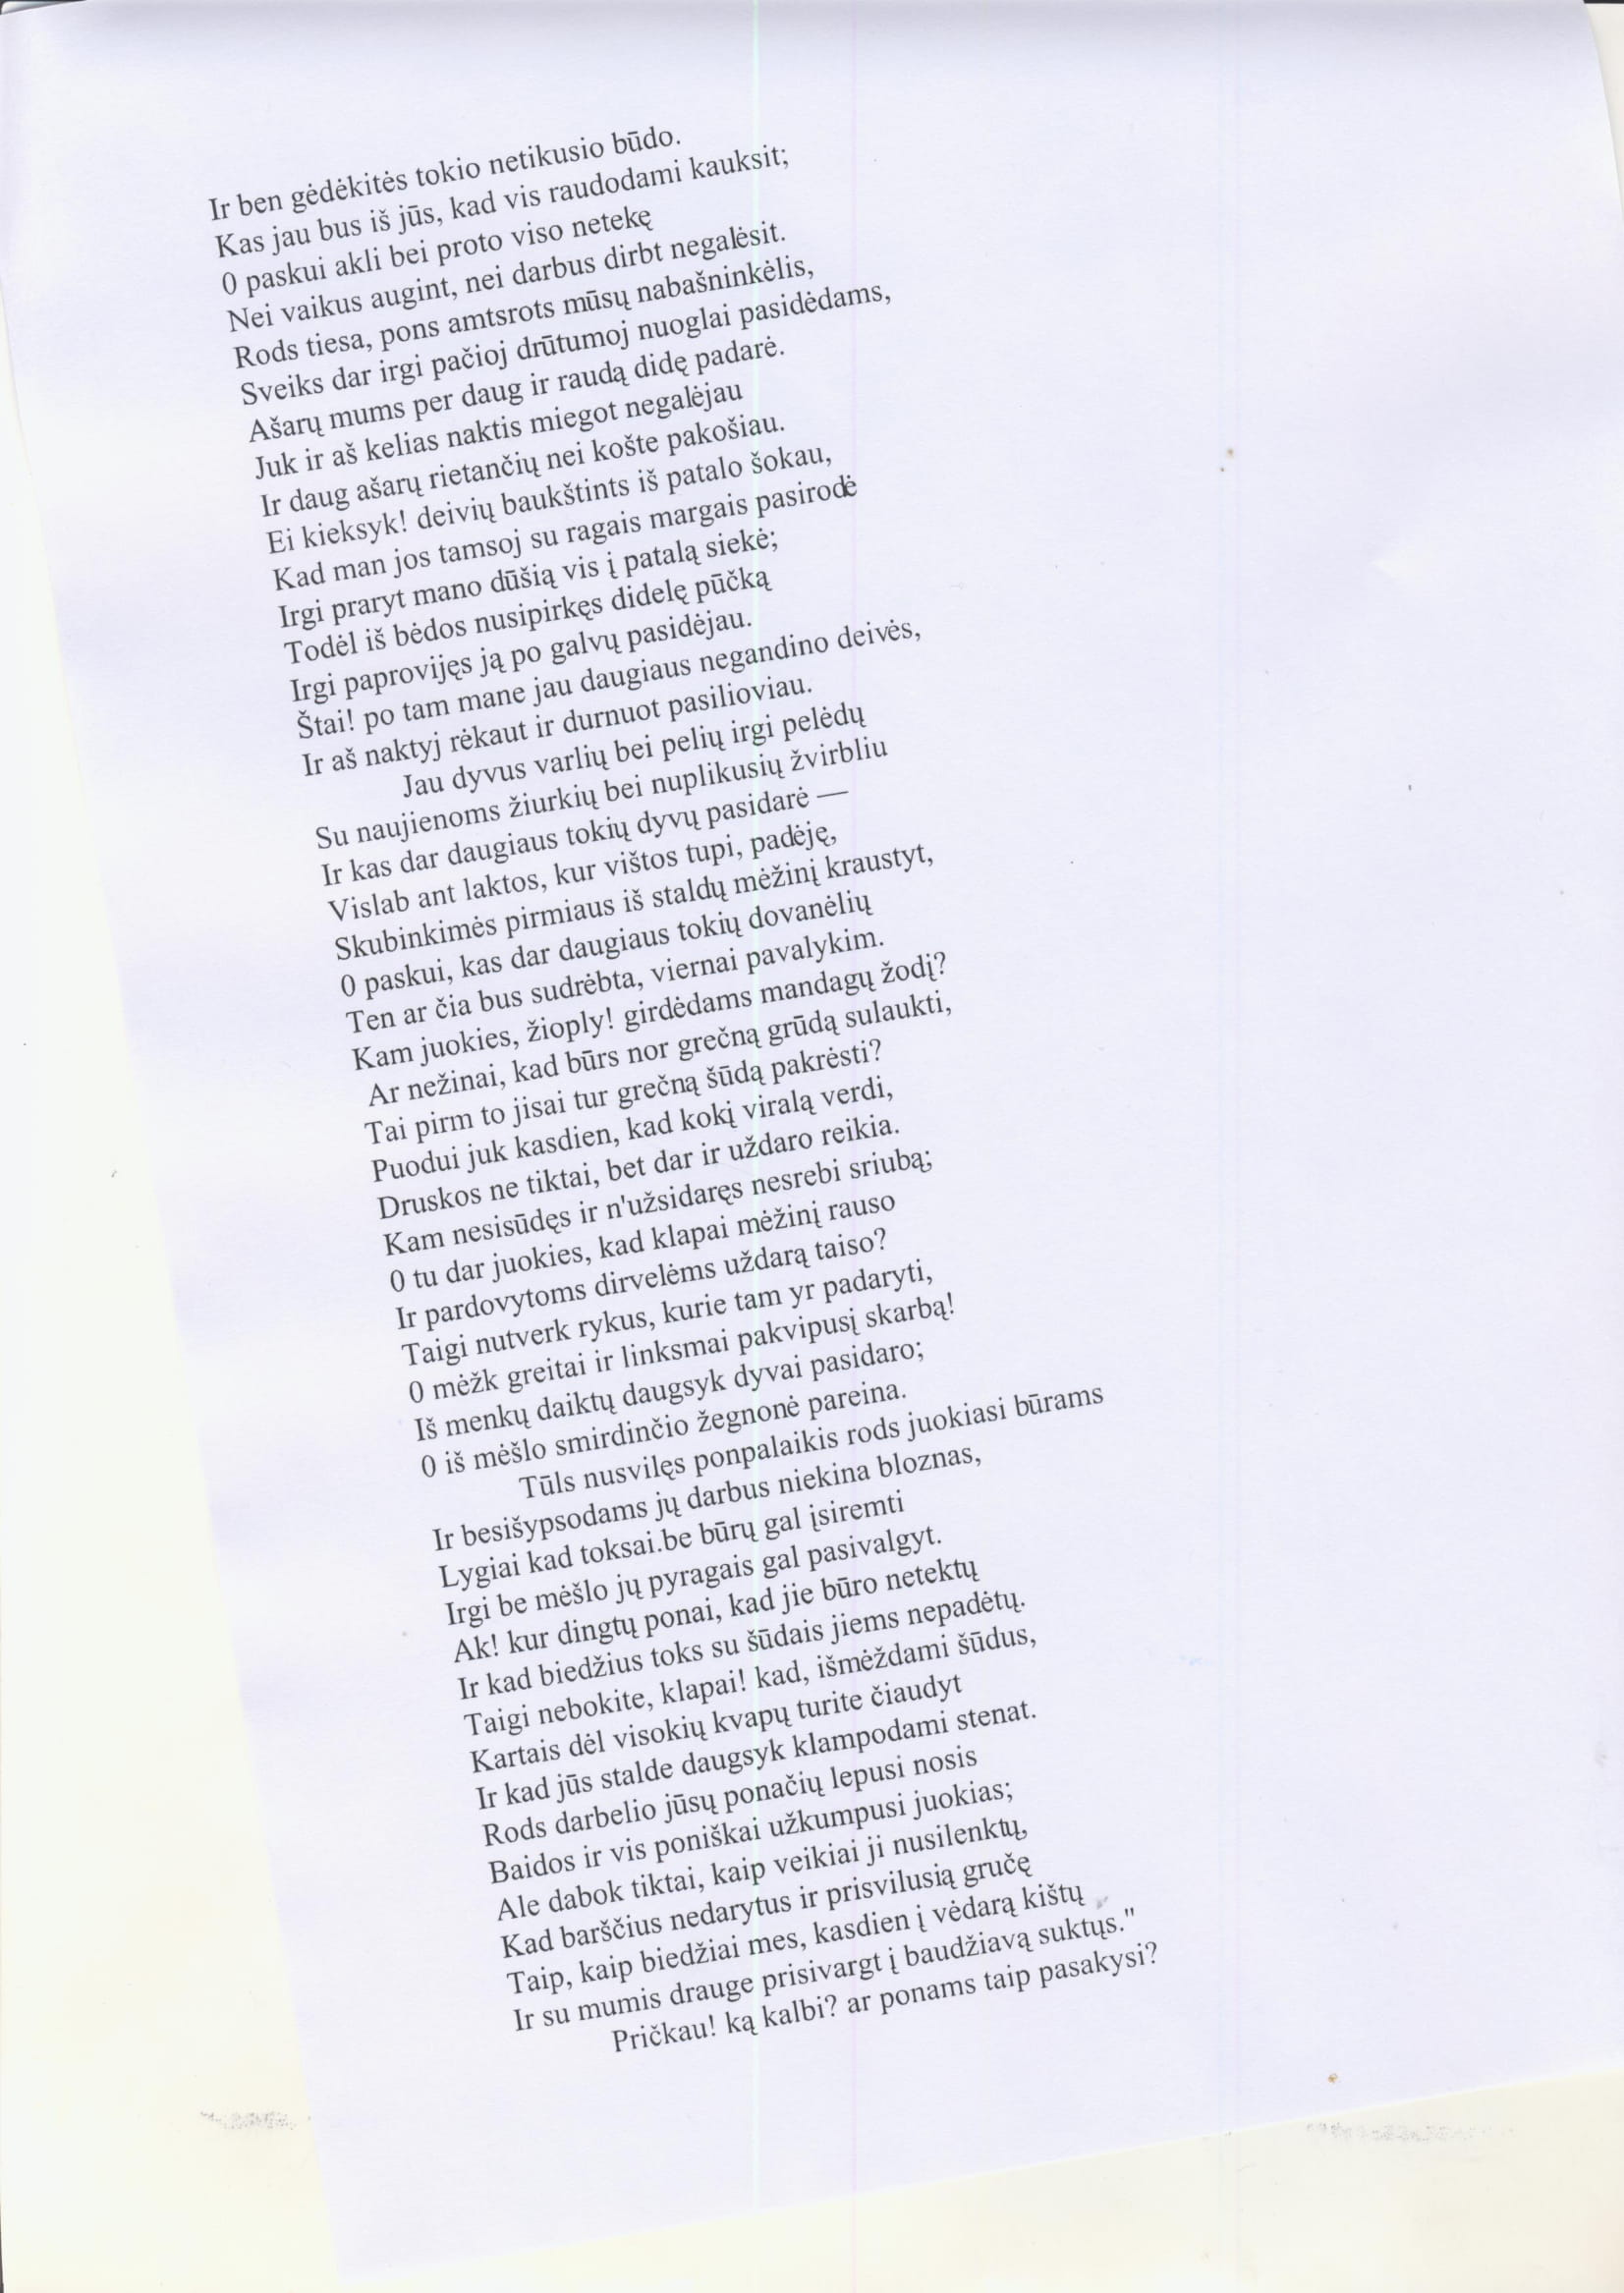 Ir ben gėdėkitės tokio netikusio būdo.
Kas jau bus iš jūs, kad vis raudodami kauksit;
0 paskui akli bei proto viso netekę
Nei vaikus augint, nei darbus dirbt negalėsit.
Rods tiesa, pons amtsrots mūsų nabašninkėlis,
Sveiks dar irgi pačioj drūtumoj nuoglai pasidėdams,
Ašarų mums per daug ir raudą didę padarė.
Juk ir aš kelias naktis miegot negalėjau
Ir daug ašarų rietančių nei košte pakošiau.
Ei kieksyk! deivių baukštints iš patalo šokau,
Kad man jos tamsoj su ragais margais pasirodė
Irgi praryt mano dūšią vis į patalą siekė;
Todėl iš bėdos nusipirkęs didelę pūčką
Irgi paprovijęs ją po galvų pasidėjau.
Štai! po tam mane jau daugiaus negandino deivės,
Ir aš naktyj rėkaut ir durnuot pasilioviau.
Jau dyvus varlių bei pelių irgi pelėdų
Su naujienoms žiurkių bei nuplikusių žvirbliu
Ir kas dar daugiaus tokių dyvų pasidarė —
Vislab ant laktos, kur vištos tupi, padėję,
Skubinkimės pirmiaus iš staldų mėžinį kraustyt,
0 paskui, kas dar daugiaus tokių dovanėlių
Ten ar čia bus sudrėbta, viernai pavalykim.
Kam juokies, žioply! girdėdams mandagų žodį?
Ar nežinai, kad būrs nor grečną grūdą sulaukti,
Tai pirm to jisai tur grečną šūdą pakrėsti?
Puodui juk kasdien, kad kokį viralą verdi,
Druskos ne tiktai, bet dar ir uždaro reikia.
Kam nesisūdęs ir n'užsidaręs nesrebi sriubą;
0 tu dar juokies, kad klapai mėžinį rauso
Ir pardovytoms dirvelėms uždarą taiso?
Taigi nutverk rykus, kurie tam yr padaryti,
0 mėžk greitai ir linksmai pakvipusį skarbą!
Iš menkų daiktų daugsyk dyvai pasidaro;
0 iš mėšlo smirdinčio žegnonė pareina.
Tūls nusvilęs ponpalaikis rods juokiasi būrams
Ir besišypsodams jų darbus niekina bloznas,
Lygiai kad toksai.be būrų gal įsiremti
Irgi be mėšlo jų pyragais gal pasivalgyt.
Ak! kur dingtų ponai, kad jie būro netektų
Ir kad biedžius toks su šūdais jiems nepadėtų.
Taigi nebokite, klapai! kad, išmėždami šūdus,
Kartais dėl visokių kvapų turite čiaudyt
Ir kad jūs stalde daugsyk klampodami stenat.
Rods darbelio jūsų ponačių lepusi nosis
Baidos ir vis poniškai užkumpusi juokias;
Ale dabok tiktai, kaip veikiai ji nusilenktų,
Kad barščius nedarytus ir prisvilusią gručę
Taip, kaip biedžiai mes, kasdien į vėdarą kištų
Ir su mumis drauge prisivargt į baudžiavą suktųs."
Pričkau! ką kalbi? ar ponams taip pasakysi?